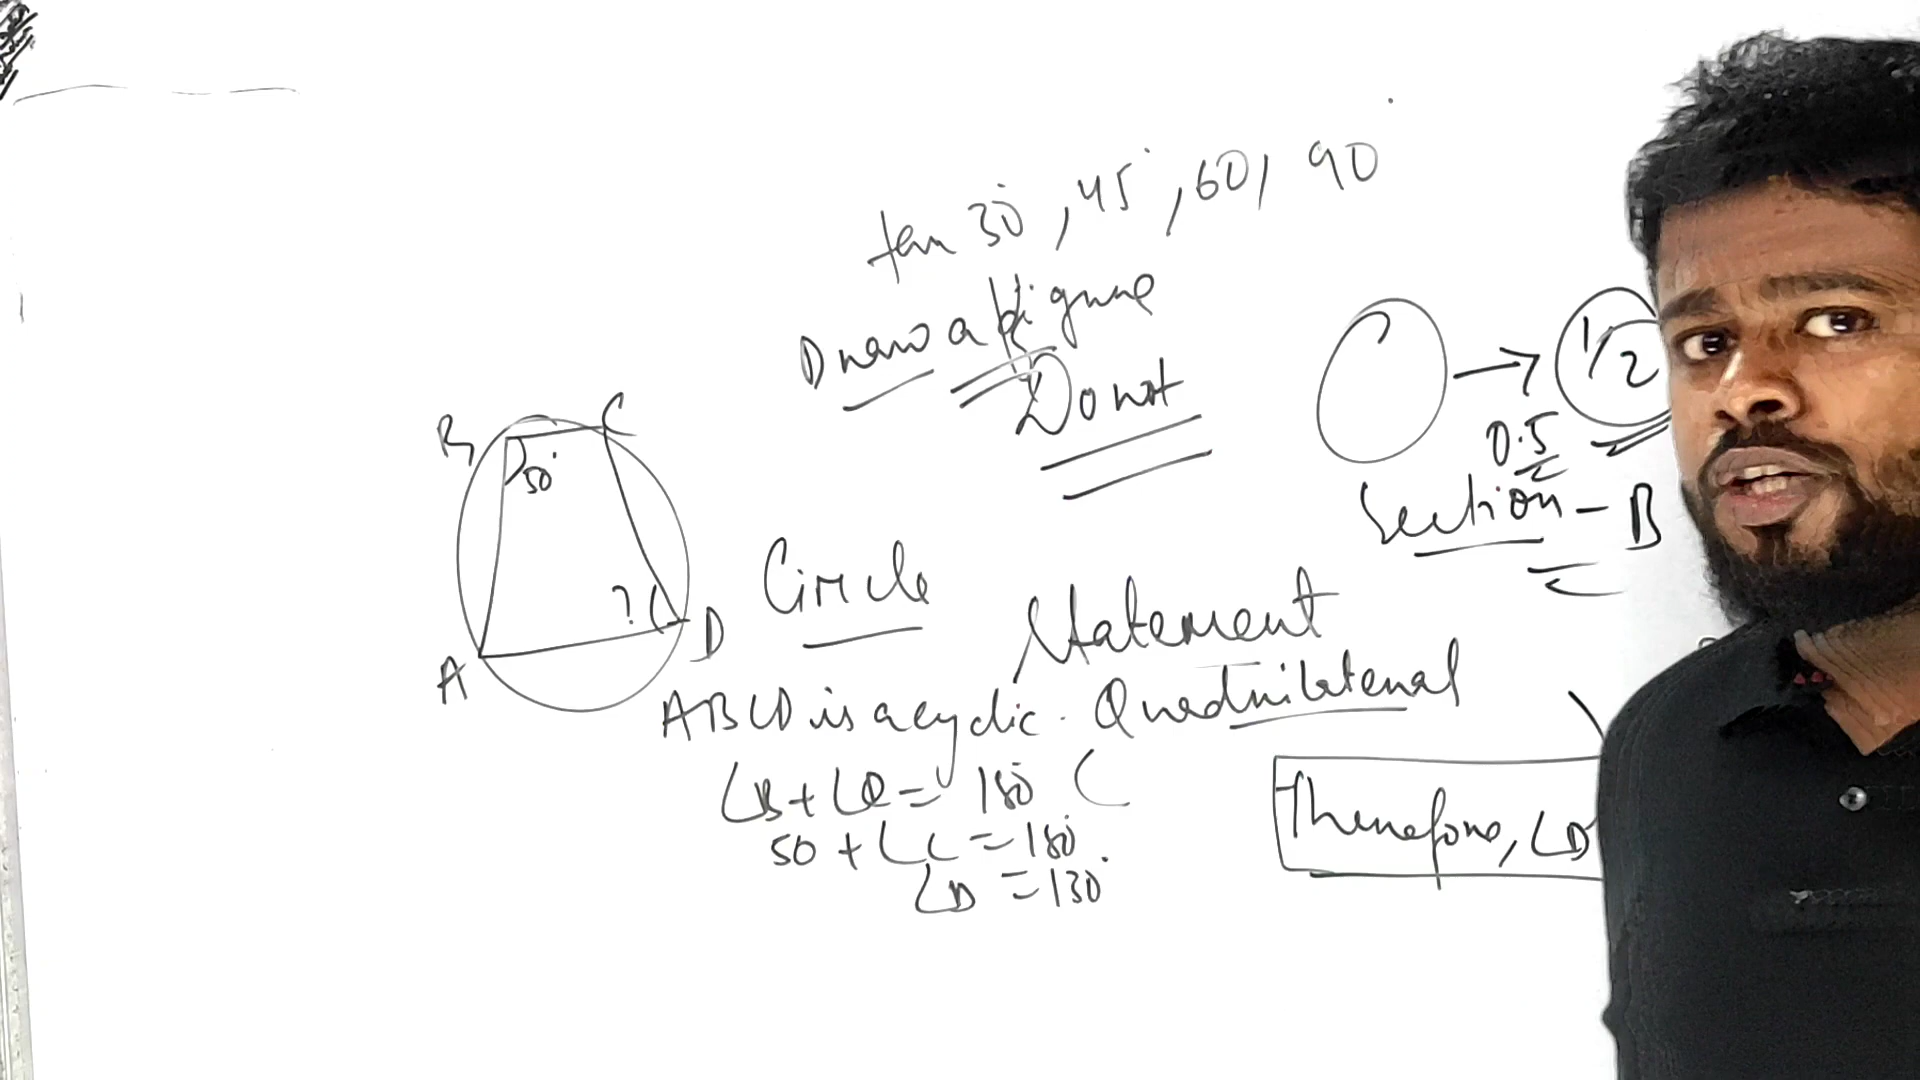 tan 30°, 45°, 60, 90°
Draw a figure
Do not
1/2
0.5
Section - B
B
C
50°
?
A
D
Circle
Statement
ABCD is a cyclic. Quadrilateral
∠B + ∠D = 180° (
50 + ∠C = 180°
∠D = 130°
Therefore, ∠D